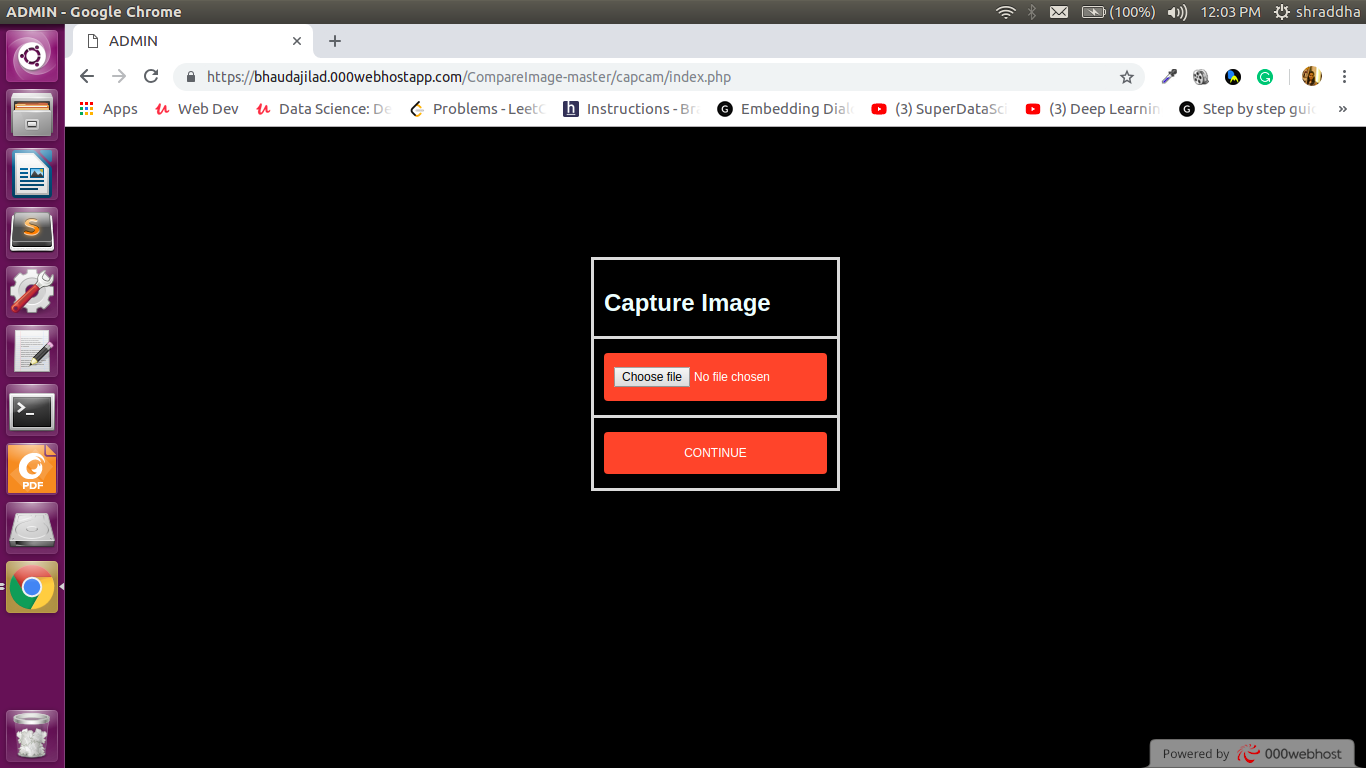 ADMIN - Google Chrome
(100%) 12:03 PM shraddha
ADMIN
https://bhaudajilad.000webhostapp.com/CompareImage-master/capcam/index.php
Apps Web Dev Data Science: De Problems - LeetC Instructions - Bra Embedding Dial (3) SuperDataSci (3) Deep Learnin Step by step guid »
Capture Image
Choose file No file chosen
CONTINUE
PDF
Powered by 000webhost